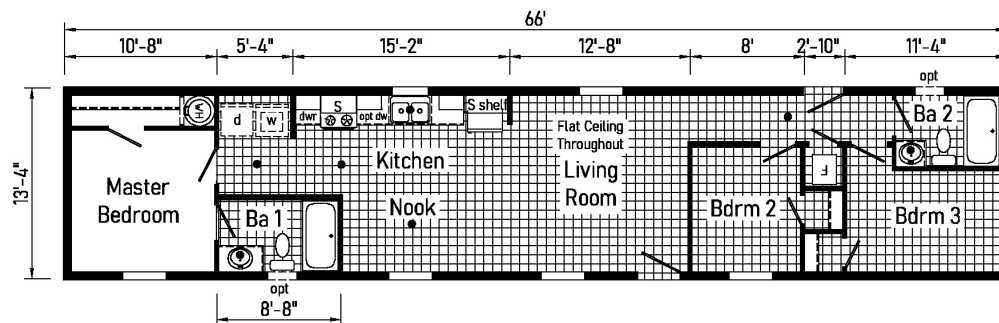 66'
10'-8"
5'-4"
15'-2"
12'-8"
8'
2'-10"
11'-4"
opt
13'-4"
WH
d
w
dwr
S
opt dw
S shelf
Flat Ceiling
Throughout
Living
Room
Kitchen
Nook
Master
Bedroom
Ba 1
Bdrm 2
F
Ba 2
Bdrm 3
opt
8'-8"